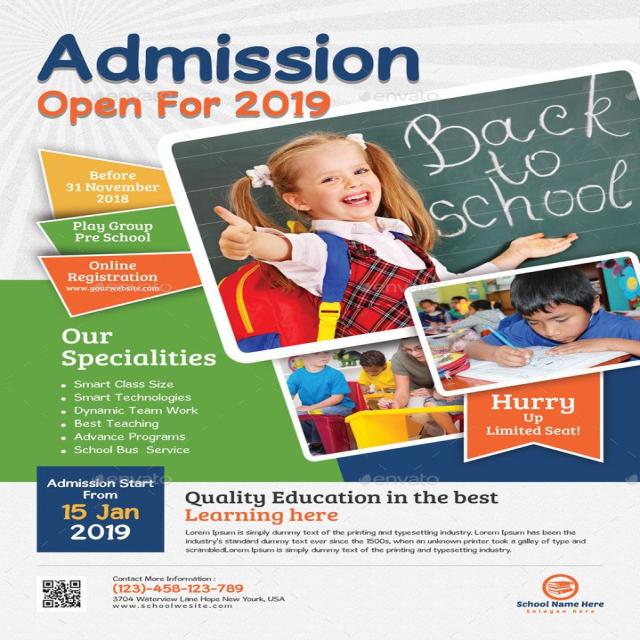 Admission
Open For 2019
Back
to
school
Before
31 November
2018
Play Group
Pre School
Online
Registration
www.yourwebsite.com
Our
Specialities
Smart Class Size
Smart Technologies
Dynamic Team Work
Best Teaching
Advance Programs
School Bus Service
Hurry
Up
Limited Seat!
Admission Start
From
15 Jan
2019
Quality Education in the best
Learning here
Lorem Ipsum is simply dummy text of the printing and typesetting industry. Lorem Ipsum has been the
industry's standard dummy text ever since the 1500s, when an unknown printer took a galley of type and
scrambledLorem Ipsum is simply dummy text of the printing and typesetting industry.
Contact More Information :
(123)-458-123-789
3704 Waterview Lane Hope New Yourk, USA
www.schoolwesite.com
School Name Here
Eslogan here
envato
envato
envato
envato